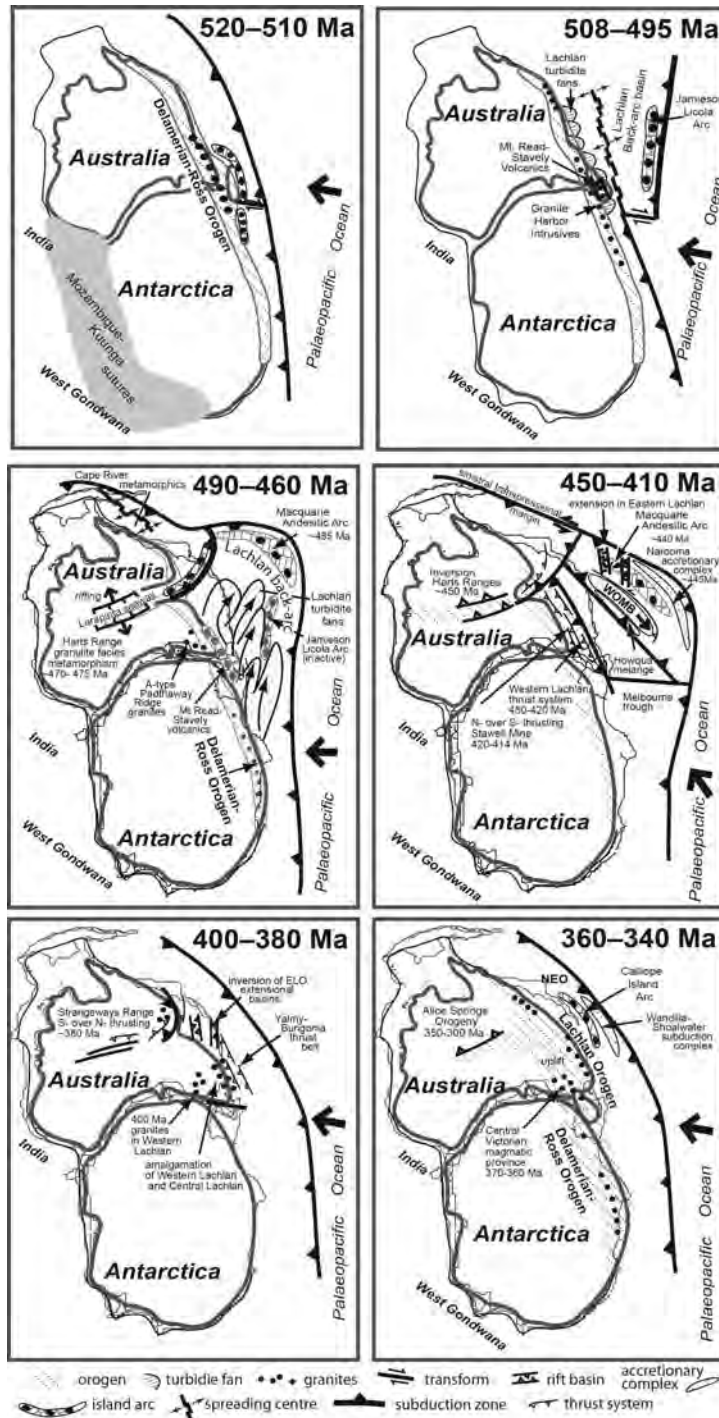 520–510 Ma
Australia
Delamerian-Ross Orogen
Antarctica
India
Mozambique-
Kuunga
sutures
West Gondwana
Palaeopacific Ocean
508–495 Ma
Lachlan
turbidite
fans
Australia
Lachlan
Back-arc basin
Jamieson
Licola Arc
Mt. Read-
Stavely
Volcanics
Granite
Harbor
Intrusives
India
Antarctica
West Gondwana
Palaeopacific Ocean
490–460 Ma
Cape River
metamorphics
Macquarie
Andesitic Arc
~485 Ma
Lachlan back-arc
Australia
rifting
Larapinta seaway
Lachlan
turbidite
fans
Jamieson
Licola Arc
(inactive)
Harts Range
granulite facies
metamorphism
~470- 475 Ma
A-type
Padthaway
Ridge
granites
Mt Read-
Stavely
volcanics
Delamerian-
Ross Orogen
India
Antarctica
West Gondwana
Palaeopacific Ocean
450–410 Ma
sinistral transpressional
margin
extension in Eastern Lachlan
Macquarie
Andesitic Arc
~440 Ma
Narooma
accretionary
complex
~445Ma
Inversion
Harts Ranges
~450 Ma
WOMB
Australia
Howqua
melange
Western Lachlan
thrust system
450-420 Ma
Melbourne
trough
N- over S- thrusting
Stawell Mine
420-414 Ma
India
Antarctica
West Gondwana
Palaeopacific Ocean
400–380 Ma
inversion of ELO
extensional
basins
Strangeways Range
S- over N- thrusting
~380 Ma
Yalmy-
Bungonia
thrust
belt
Australia
400 Ma
granites
in Western
Lachlan
amalgamation
of Western Lachlan
and Central Lachlan
India
Antarctica
Palaeopacific Ocean
360–340 Ma
NEO
Calliope
Island
Arc
Alice Springs
Orogeny
350-300 Ma
Wandilla-
Shoalwater
subduction
complex
Lachlan Orogen
uplift
Australia
Central
Victorian
magmatic
province
370-360 Ma
Delamerian-
Ross Orogen
India
Antarctica
West Gondwana
Palaeopacific Ocean
orogen turbidie fan granites transform rift basin accretionary
complex
island arc spreading centre subduction zone thrust system